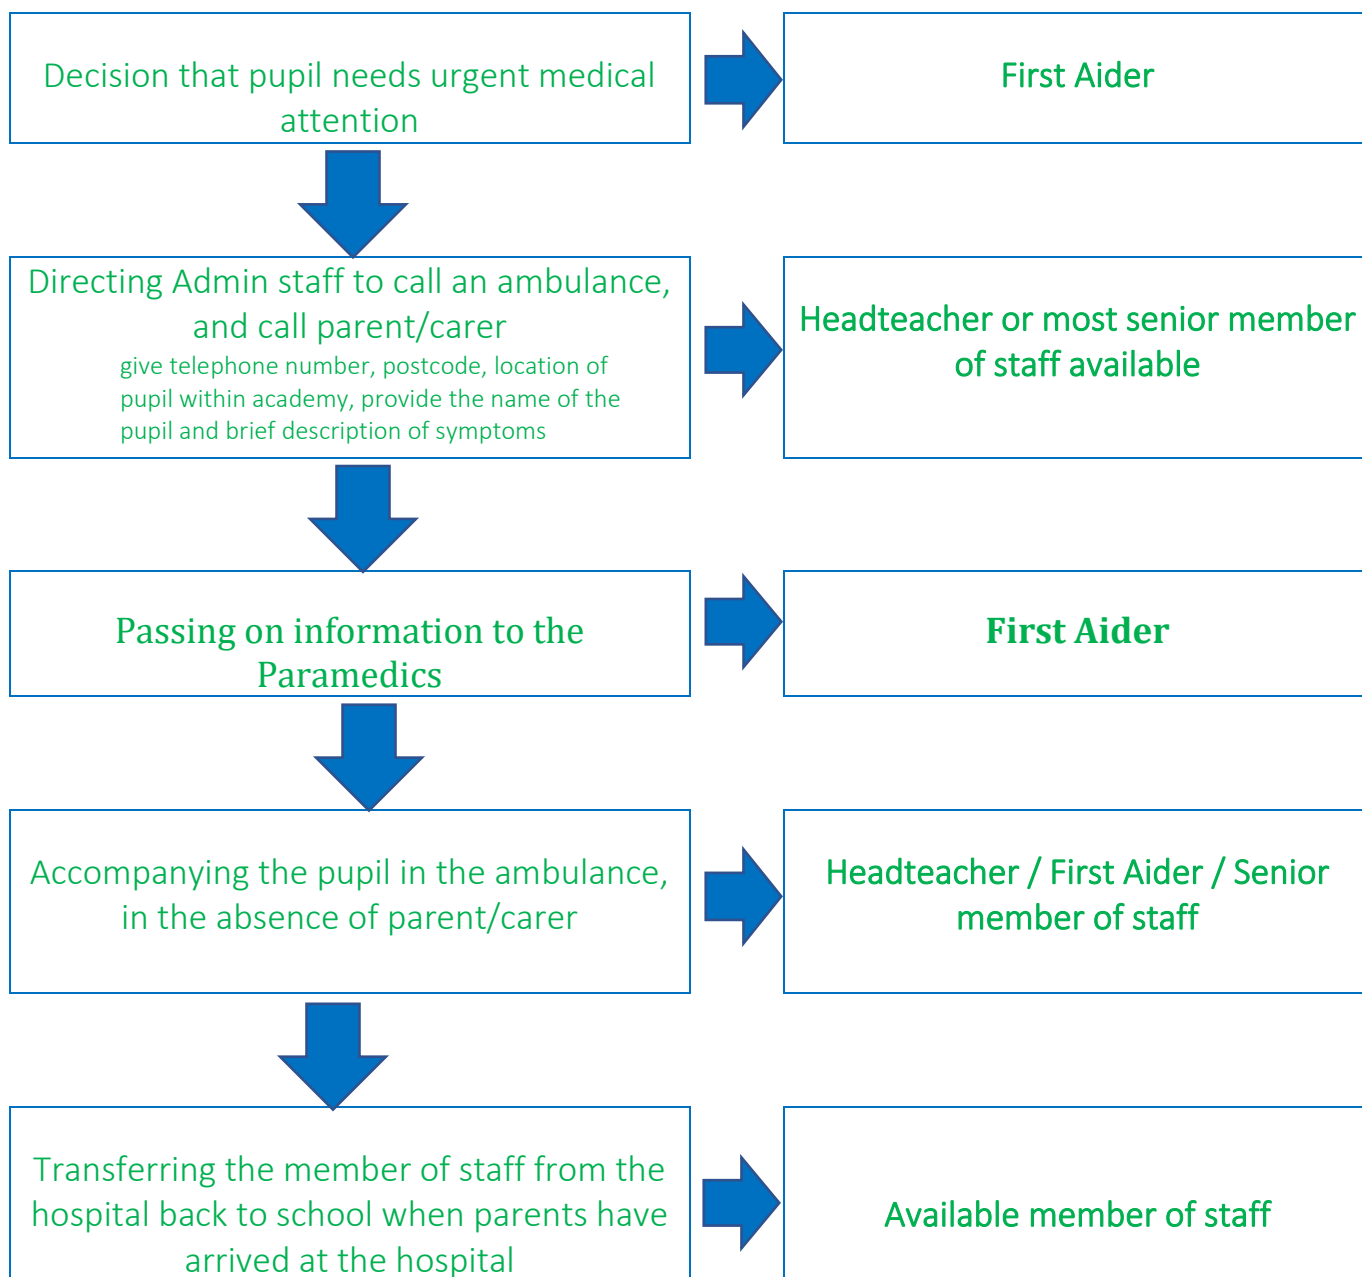 Decision that pupil needs urgent medical
attention
First Aider
Directing Admin staff to call an ambulance,
and call parent/carer
give telephone number, postcode, location of
pupil within academy, provide the name of the
pupil and brief description of symptoms
Headteacher or most senior member
of staff available
Passing on information to the
Paramedics
First Aider
Accompanying the pupil in the ambulance,
in the absence of parent/carer
Headteacher / First Aider / Senior
member of staff
Transferring the member of staff from the
hospital back to school when parents have
arrived at the hospital
Available member of staff